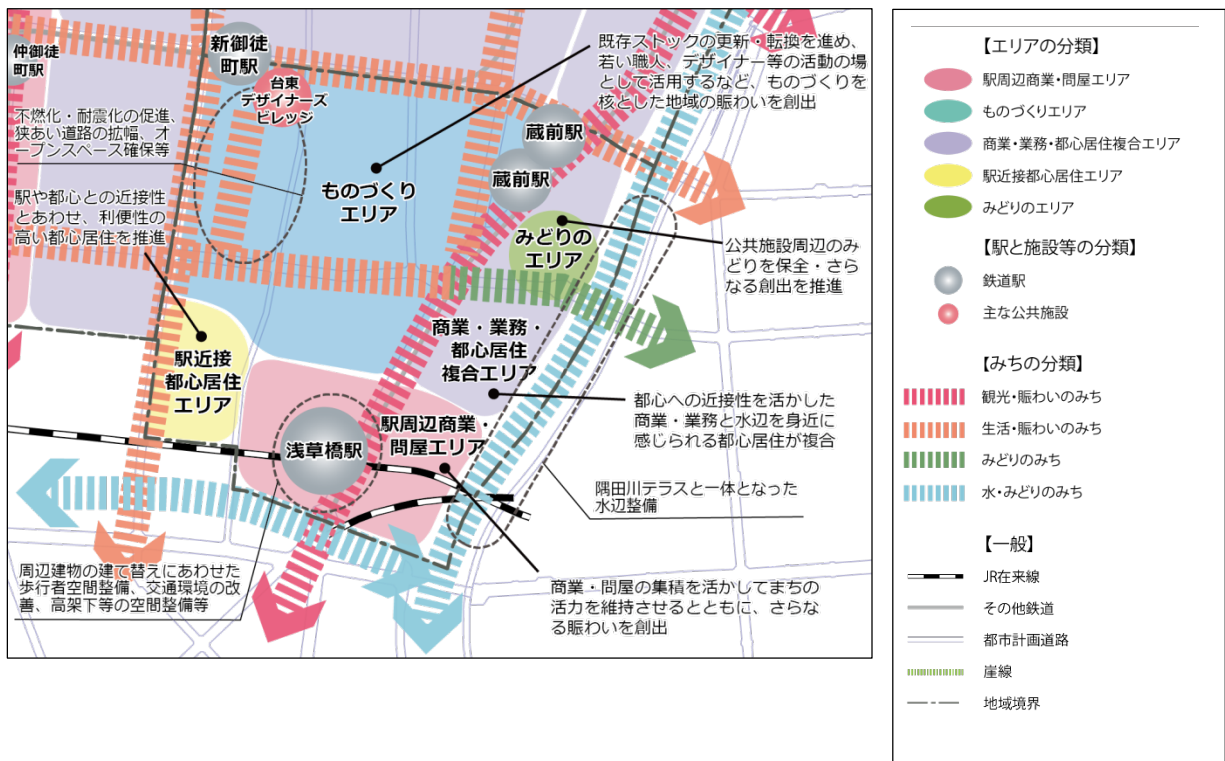 仲御徒
町駅
新御徒
町駅
台東
デザイナーズ
ビレッジ
既存ストックの更新・転換を進め、
若い職人、デザイナー等の活動の場
として活用するなど、ものづくりを
核とした地域の賑わいを創出
不燃化・耐震化の促進、
狭あい道路の拡幅、オ
ープンスペース確保等
蔵前駅
蔵前駅
ものづくり
エリア
駅や都心との近接性
とあわせ、利便性の
高い都心居住を推進
みどりの
エリア
公共施設周辺のみ
どりを保全・さら
なる創出を推進
商業・業務・
都心居住
複合エリア
駅近接
都心居住
エリア
都心への近接性を活かした
商業・業務と水辺を身近に
感じられる都心居住が複合
駅周辺商業・
問屋エリア
浅草橋駅
隅田川テラスと一体となった
水辺整備
周辺建物の建て替えにあわせた
歩行者空間整備、交通環境の改
善、高架下等の空間整備等
商業・問屋の集積を活かしてまちの
活力を維持させるとともに、さらな
る賑わいを創出
【エリアの分類】
駅周辺商業・問屋エリア
ものづくりエリア
商業・業務・都心居住複合エリア
駅近接都心居住エリア
みどりのエリア
【駅と施設等の分類】
鉄道駅
主な公共施設
【みちの分類】
観光・賑わいのみち
生活・賑わいのみち
みどりのみち
水・みどりのみち
【一般】
JR在来線
その他鉄道
都市計画道路
崖線
地域境界